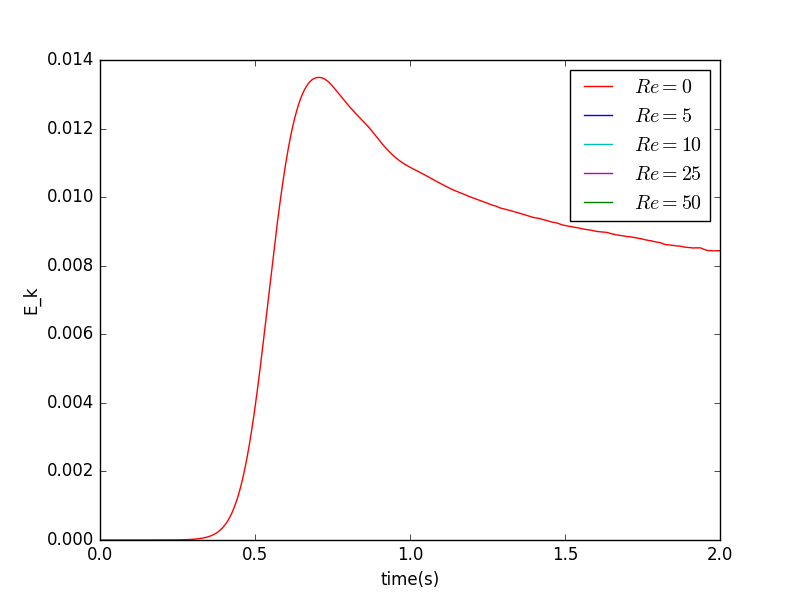 0.014
0.012
0.010
0.008
0.006
0.004
0.002
0.000
E_k
Re = 0
Re = 5
Re = 10
Re = 25
Re = 50
0.0 0.5 1.0 1.5 2.0
time(s)